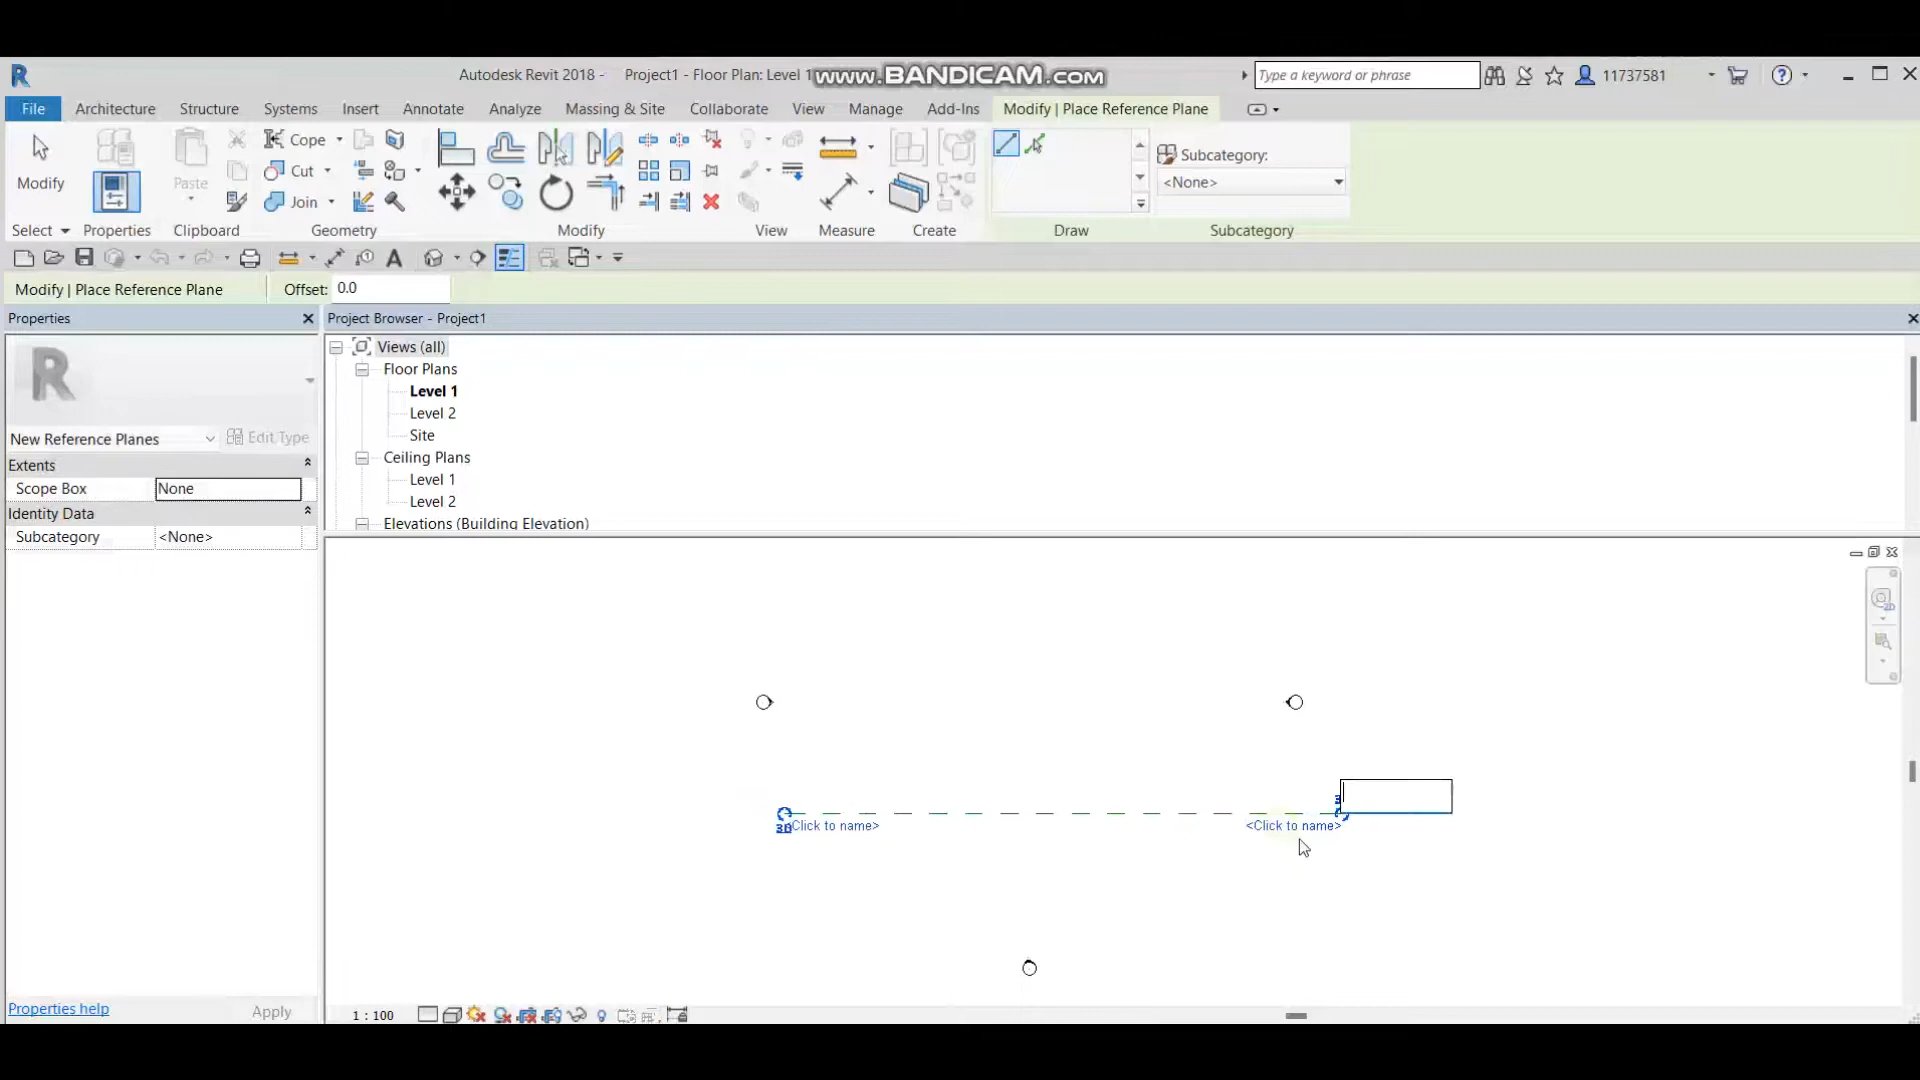 Autodesk Revit 2018 - Project1 - Floor Plan: Level 1
www.BANDICAM.com
Type a keyword or phrase
11737581
File Architecture Structure Systems Insert Annotate Analyze Massing & Site Collaborate View Manage Add-Ins Modify | Place Reference Plane
Modify
Paste
Cope
Cut
Join
Subcategory:
<None>
Select Properties Clipboard Geometry Modify View Measure Create Draw Subcategory
Modify | Place Reference Plane Offset: 0.0
Properties
Project Browser - Project1
New Reference Planes Edit Type
Extents
Scope Box None
Identity Data
Subcategory <None>
Views (all)
Floor Plans
Level 1
Level 2
Site
Ceiling Plans
Level 1
Level 2
Elevations (Building Elevation)
2D
3D
<Click to name>
<Click to name>
Properties help Apply
1 : 100